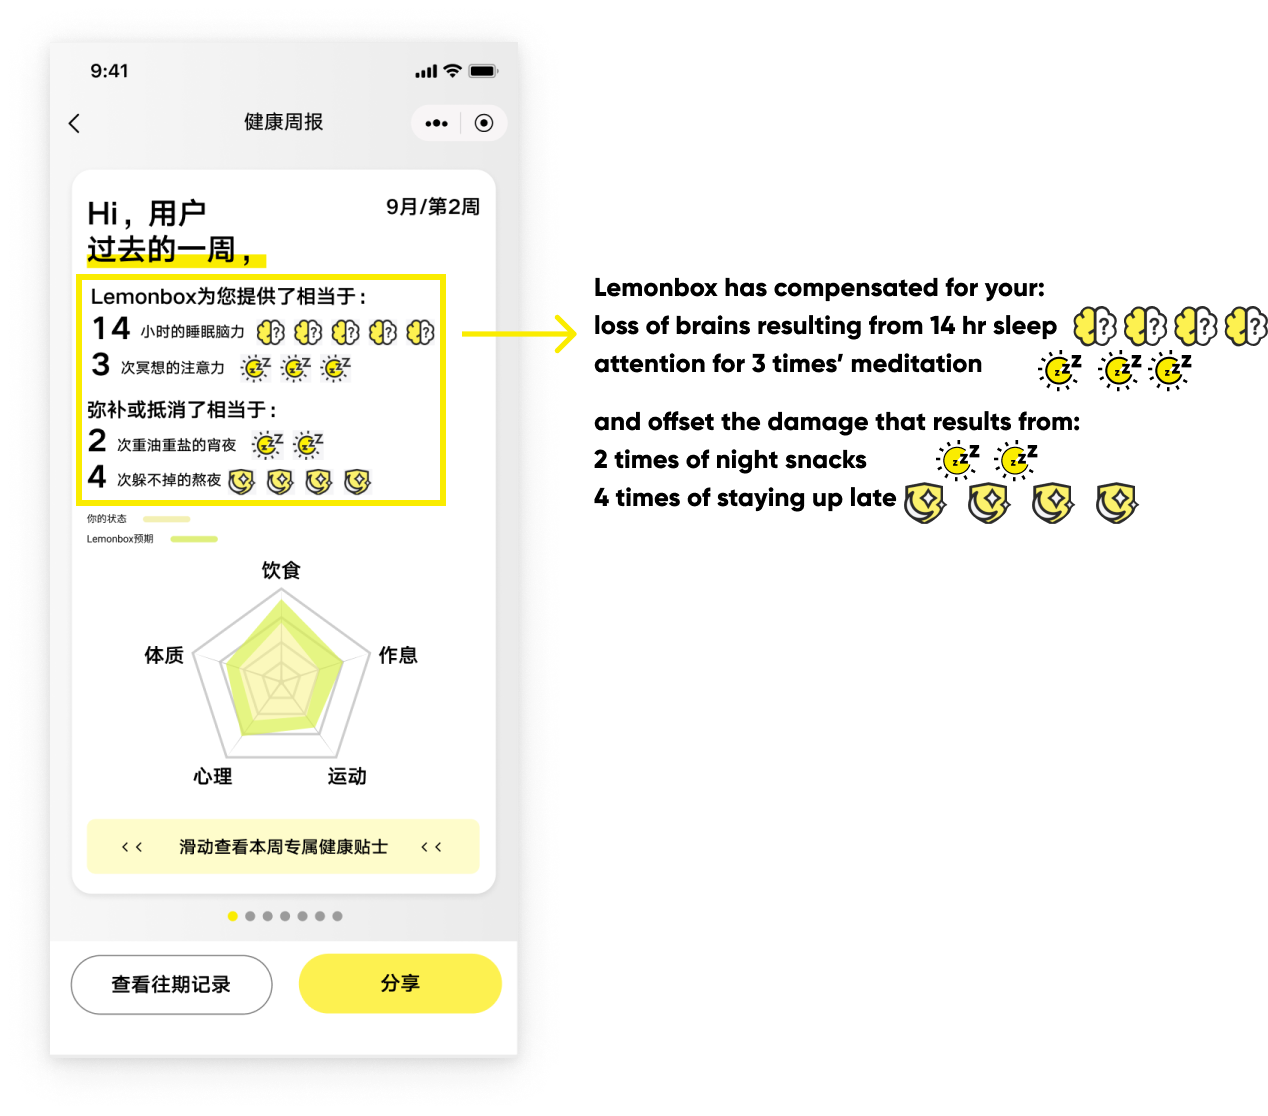 9:41
健康周报
Hi，用户
9月/第2周
过去的一周，
Lemonbox为您提供了相当于：
14 小时的睡眠脑力
3 次冥想的注意力
弥补或抵消了相当于：
2 次重油重盐的宵夜
4 次躲不掉的熬夜
你的状态
Lemonbox预期
饮食
体质
作息
心理
运动
滑动查看本周专属健康贴士
查看往期记录
分享
Lemonbox has compensated for your:
loss of brains resulting from 14 hr sleep
attention for 3 times’ meditation
and offset the damage that results from:
2 times of night snacks
4 times of staying up late